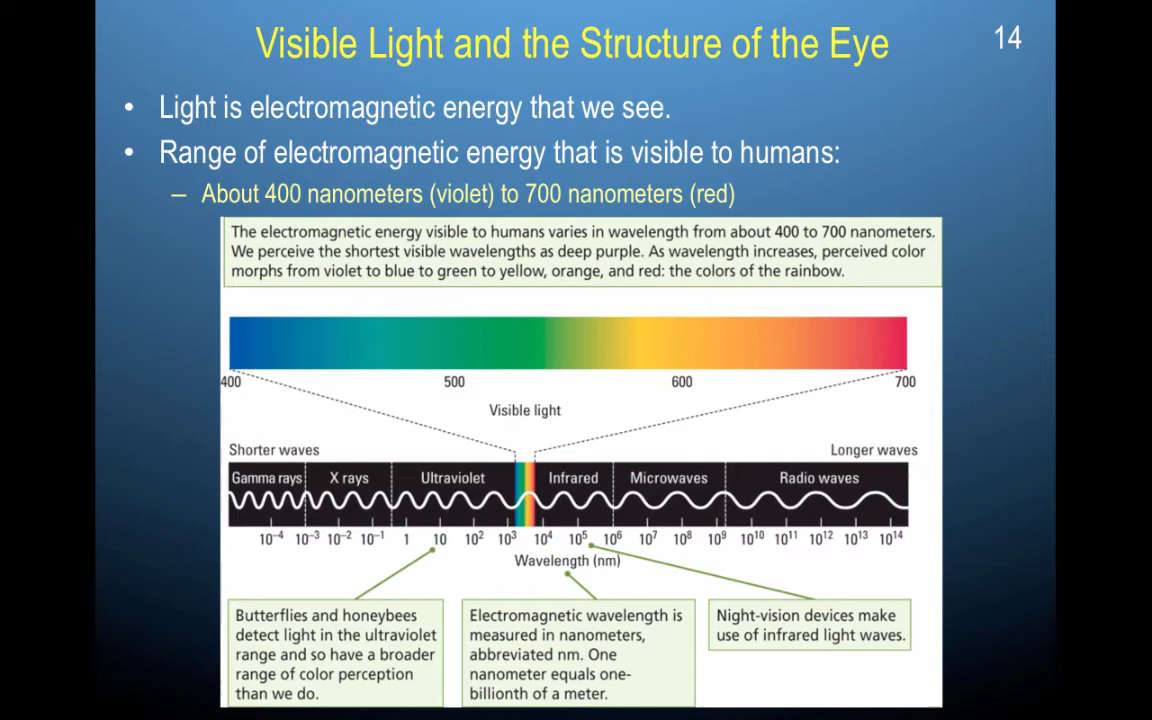 Visible Light and the Structure of the Eye
14
• Light is electromagnetic energy that we see.
• Range of electromagnetic energy that is visible to humans:
– About 400 nanometers (violet) to 700 nanometers (red)
The electromagnetic energy visible to humans varies in wavelength from about 400 to 700 nanometers.
We perceive the shortest visible wavelengths as deep purple. As wavelength increases, perceived color
morphs from violet to blue to green to yellow, orange, and red: the colors of the rainbow.
400 500 600 700
Visible light
Shorter waves Longer waves
Gamma rays X rays Ultraviolet Infrared Microwaves Radio waves
10⁻⁴ 10⁻³ 10⁻² 10⁻¹ 1 10 10² 10³ 10⁴ 10⁵ 10⁶ 10⁷ 10⁸ 10⁹ 10¹⁰ 10¹¹ 10¹² 10¹³ 10¹⁴
Wavelength (nm)
Butterflies and honeybees
detect light in the ultraviolet
range and so have a broader
range of color perception
than we do.
Electromagnetic wavelength is
measured in nanometers,
abbreviated nm. One
nanometer equals one-
billionth of a meter.
Night-vision devices make
use of infrared light waves.